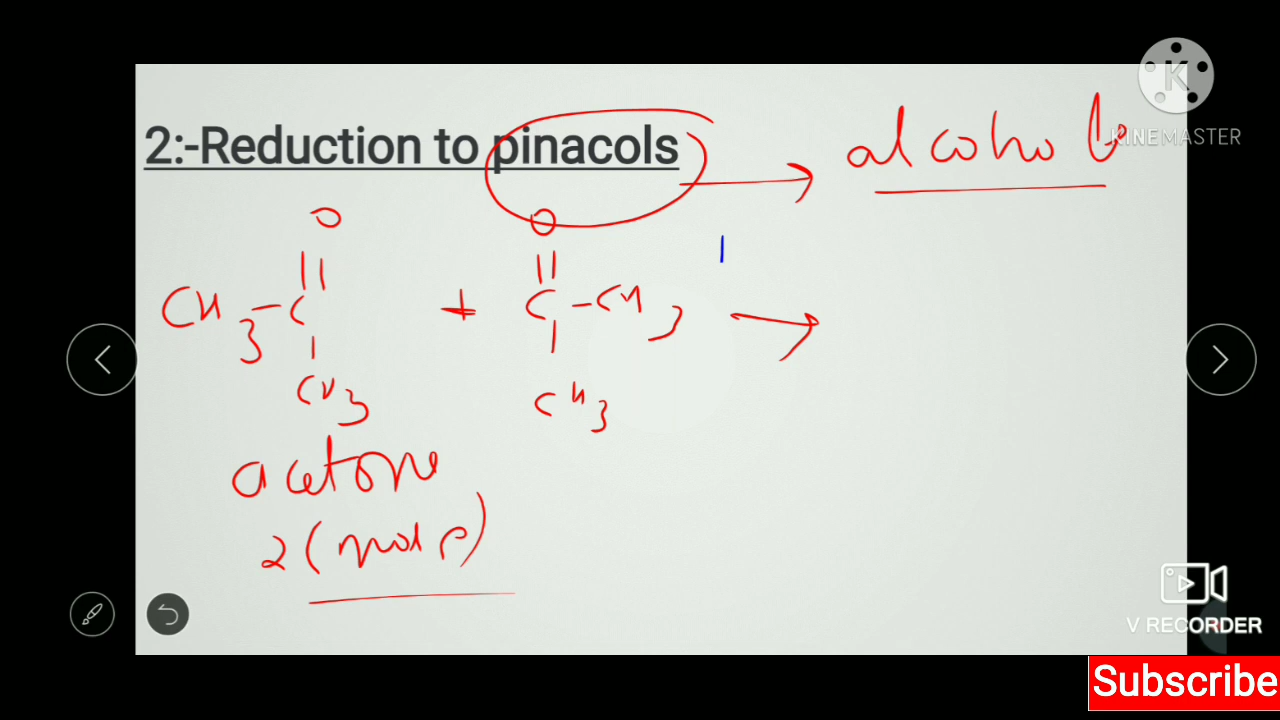 2:-Reduction to pinacols
alcohol
K
KINEMASTER
O O
|| ||
CH3-C + C-CH3 →
| |
CH3 CH3
acetone
2 (mole)
V RECORDER
Subscribe